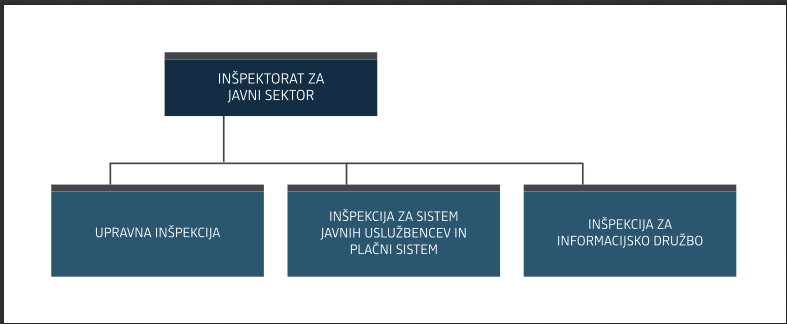 INŠPEKTORAT ZA
JAVNI SEKTOR
UPRAVNA INŠPEKCIJA
INŠPEKCIJA ZA SISTEM
JAVNIH USLUŽBENCEV IN
PLAČNI SISTEM
INŠPEKCIJA ZA
INFORMACIJSKO DRUŽBO